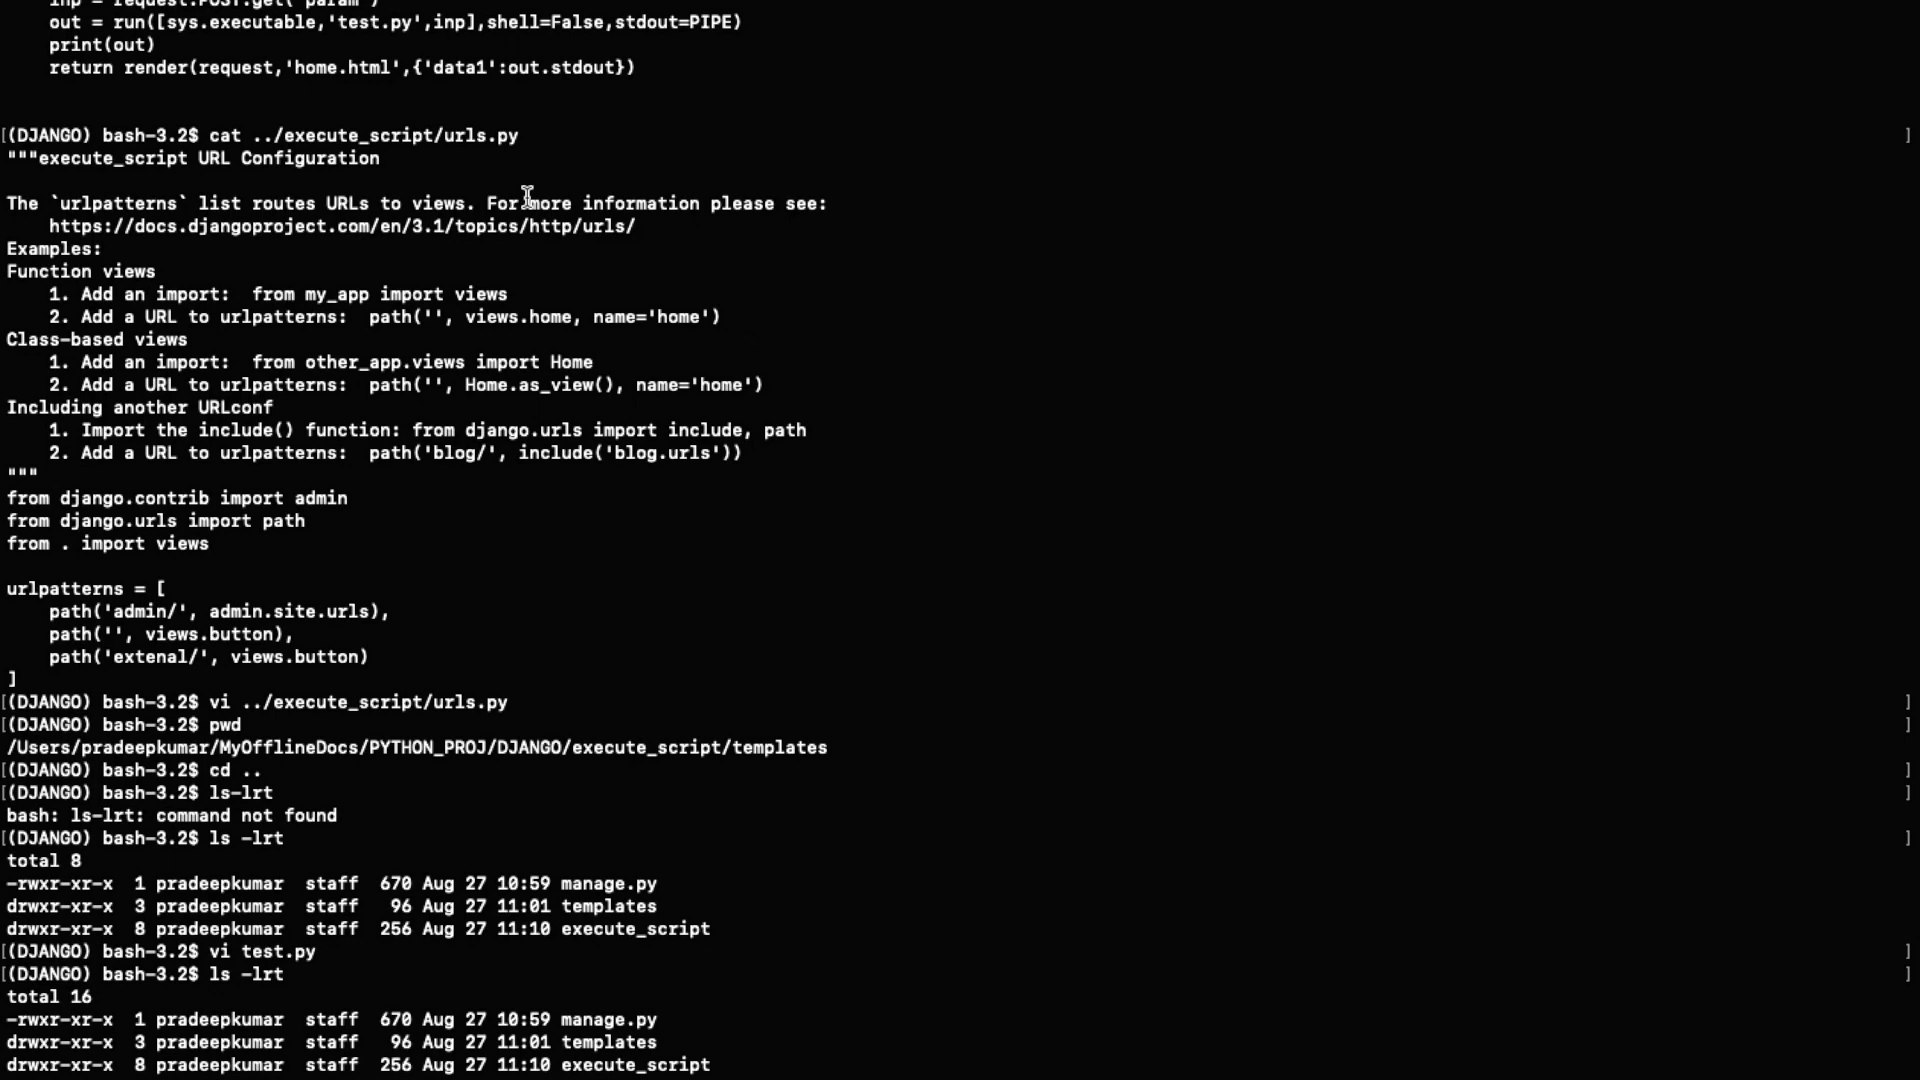 inp = request.POST.get('param')
out = run([sys.executable,'test.py',inp],shell=False,stdout=PIPE)
print(out)
return render(request,'home.html',{'data1':out.stdout})
[(DJANGO) bash-3.2$ cat ../execute_script/urls.py ]
"""execute_script URL Configuration
The `urlpatterns` list routes URLs to views. For more information please see:
https://docs.djangoproject.com/en/3.1/topics/http/urls/
Examples:
Function views
1. Add an import:  from my_app import views
2. Add a URL to urlpatterns:  path('', views.home, name='home')
Class-based views
1. Add an import:  from other_app.views import Home
2. Add a URL to urlpatterns:  path('', Home.as_view(), name='home')
Including another URLconf
1. Import the include() function: from django.urls import include, path
2. Add a URL to urlpatterns:  path('blog/', include('blog.urls'))
"""
from django.contrib import admin
from django.urls import path
from . import views
urlpatterns = [
path('admin/', admin.site.urls),
path('', views.button),
path('extenal/', views.button)
]
[(DJANGO) bash-3.2$ vi ../execute_script/urls.py ]
[(DJANGO) bash-3.2$ pwd ]
/Users/pradeepkumar/MyOfflineDocs/PYTHON_PROJ/DJANGO/execute_script/templates
[(DJANGO) bash-3.2$ cd .. ]
[(DJANGO) bash-3.2$ ls-lrt ]
bash: ls-lrt: command not found
[(DJANGO) bash-3.2$ ls -lrt ]
total 8
-rwxr-xr-x  1 pradeepkumar  staff  670 Aug 27 10:59 manage.py
drwxr-xr-x  3 pradeepkumar  staff   96 Aug 27 11:01 templates
drwxr-xr-x  8 pradeepkumar  staff  256 Aug 27 11:10 execute_script
[(DJANGO) bash-3.2$ vi test.py ]
[(DJANGO) bash-3.2$ ls -lrt ]
total 16
-rwxr-xr-x  1 pradeepkumar  staff  670 Aug 27 10:59 manage.py
drwxr-xr-x  3 pradeepkumar  staff   96 Aug 27 11:01 templates
drwxr-xr-x  8 pradeepkumar  staff  256 Aug 27 11:10 execute_script